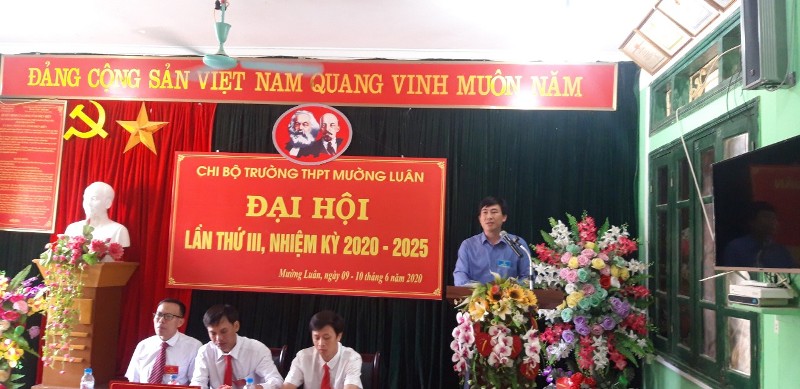 ĐẢNG CỘNG SẢN VIỆT NAM QUANG VINH MUÔN NĂM
CHI BỘ TRƯỜNG THPT MƯỜNG LUÂN
ĐẠI HỘI
LẦN THỨ III, NHIỆM KỲ 2020 - 2025
Mường Luân, ngày 09 - 10 tháng 6 năm 2020